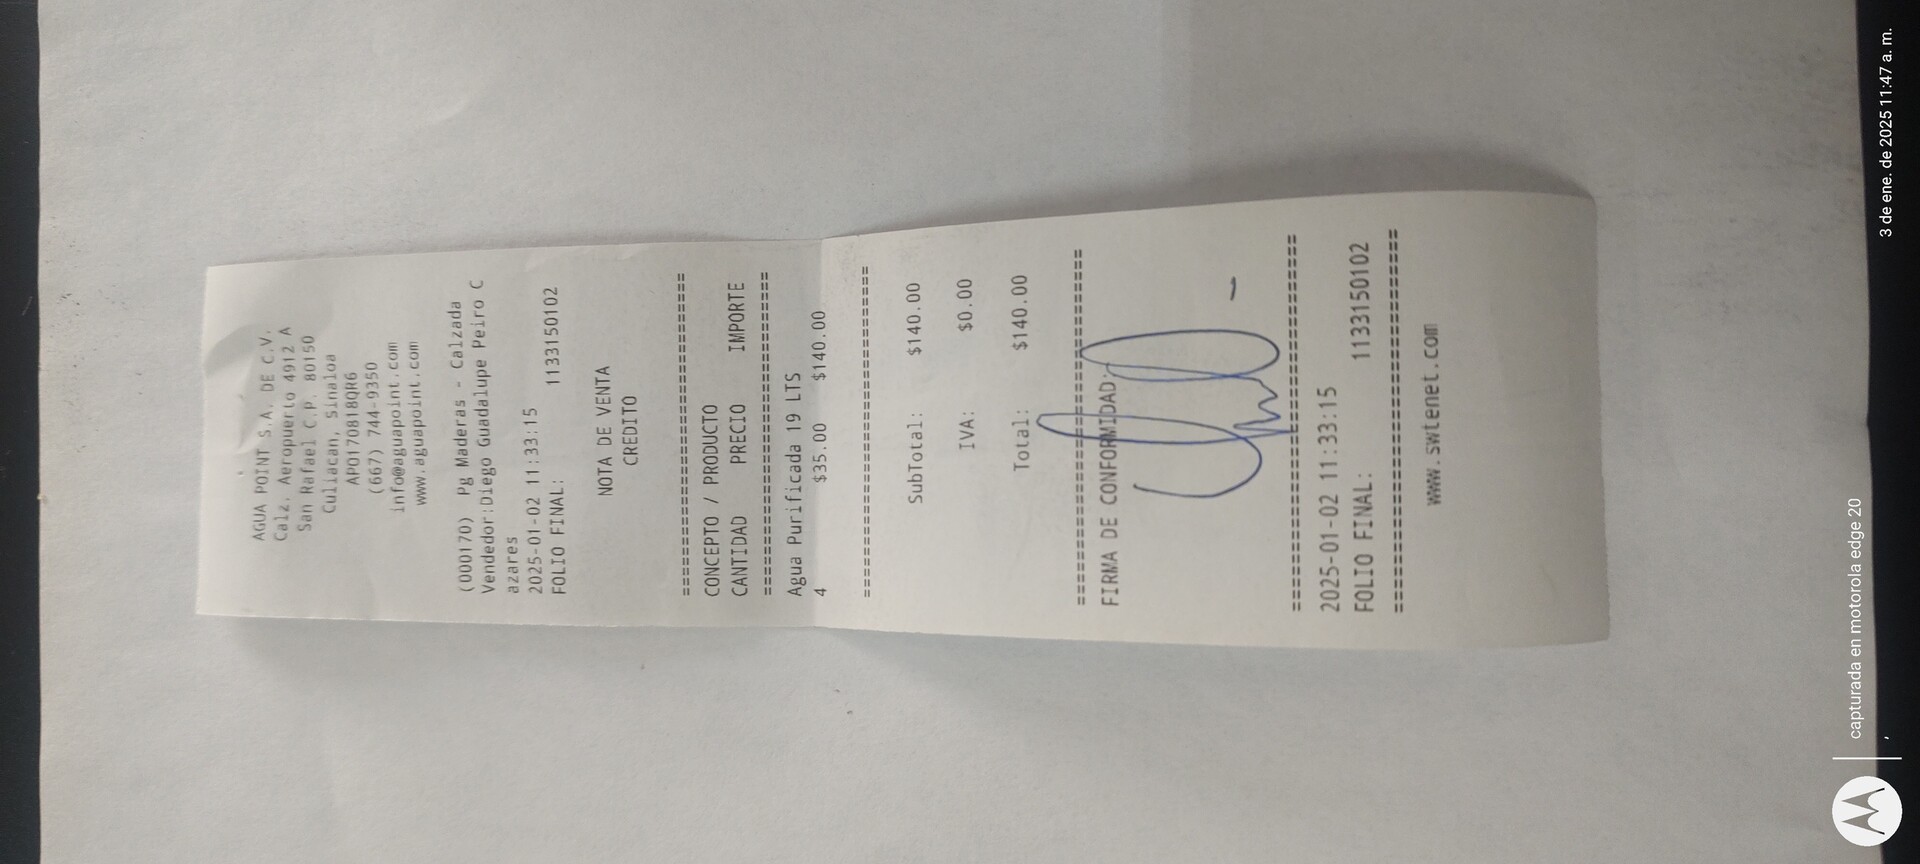 AGUA POINT S.A. DE C.V.
Calz. Aeropuerto 4912 A
San Rafael C.P. 80150
Culiacan, Sinaloa
APO170818QR6
(667) 744-9350
info@aguapoint.com
www.aguapoint.com
(000170) Pg Maderas - Calzada
Vendedor:Diego Guadalupe Peiro C
azares
2025-01-02 11:33:15
FOLIO FINAL: 1133150102
NOTA DE VENTA
CREDITO
================================
CONCEPTO / PRODUCTO
CANTIDAD PRECIO IMPORTE
================================
Agua Purificada 19 LTS
4 $35.00 $140.00
================================
SubTotal: $140.00
IVA: $0.00
Total: $140.00
================================
FIRMA DE CONFORMIDAD:
================================
2025-01-02 11:33:15
FOLIO FINAL: 1133150102
================================
www.swtenet.com
capturada en motorola edge 20
,
3 de ene. de 2025 11:47 a. m.